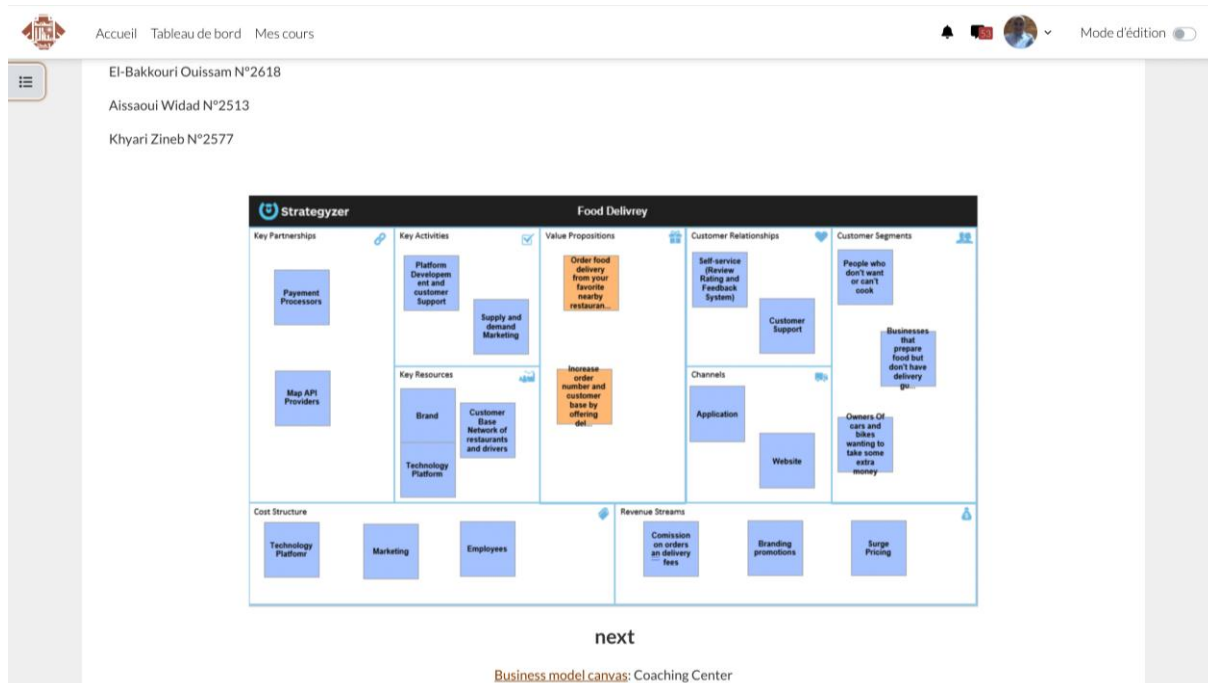 Accueil Tableau de bord Mes cours
53
Mode d'édition
El-Bakkouri Ouissam N°2618
Aissaoui Widad N°2513
Khyari Zineb N°2577
Strategyzer
Food Delivrey
Key Partnerships
Payement
Processors
Map API
Providers
Key Activities
Platform
Developem
ent and
customer
Support
Supply and
demand
Marketing
Key Resources
Brand
Customer
Base
Network of
restaurants
and drivers
Technology
Platform
Value Propositions
Order food
delivery
from your
favorite
nearby
restauran...
Increase
order
number and
customer
base by
offering
del...
Customer Relationships
Self-service
(Review
Rating and
Feedback
System)
Customer
Support
Channels
Application
Website
Customer Segments
People who
don't want
or can't
cook
Businesses
that
prepare
food but
don't have
delivery
gu...
Owners Of
cars and
bikes
wanting to
take some
extra
money
Cost Structure
Technology
Platfomr
Marketing
Employees
Revenue Streams
Comission
on orders
an delivery
fees
Branding
promotions
Surge
Pricing
next
Business model canvas: Coaching Center